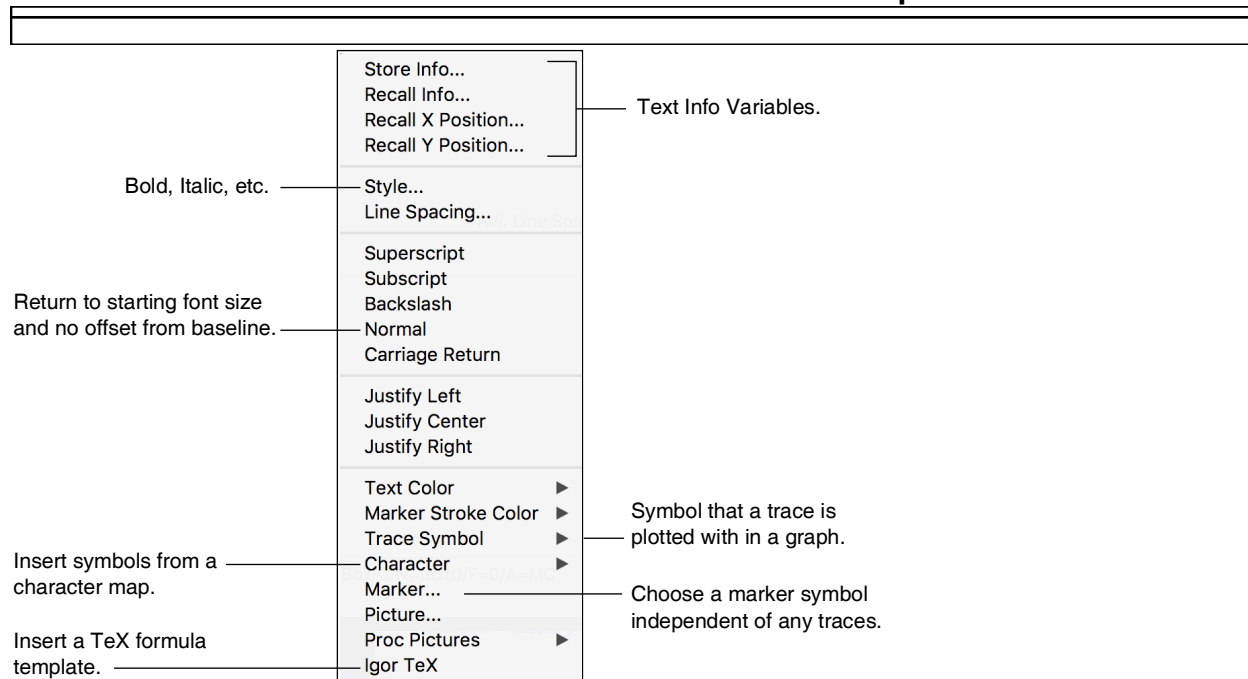 Store Info...
Recall Info...
Recall X Position...
Recall Y Position...
Text Info Variables.
Bold, Italic, etc.
Style...
Line Spacing...
Superscript
Subscript
Backslash
Normal
Carriage Return
Return to starting font size
and no offset from baseline.
Justify Left
Justify Center
Justify Right
Text Color
Marker Stroke Color
Trace Symbol
Character
Marker...
Picture...
Proc Pictures
Igor TeX
Symbol that a trace is
plotted with in a graph.
Insert symbols from a
character map.
Choose a marker symbol
independent of any traces.
Insert a TeX formula
template.